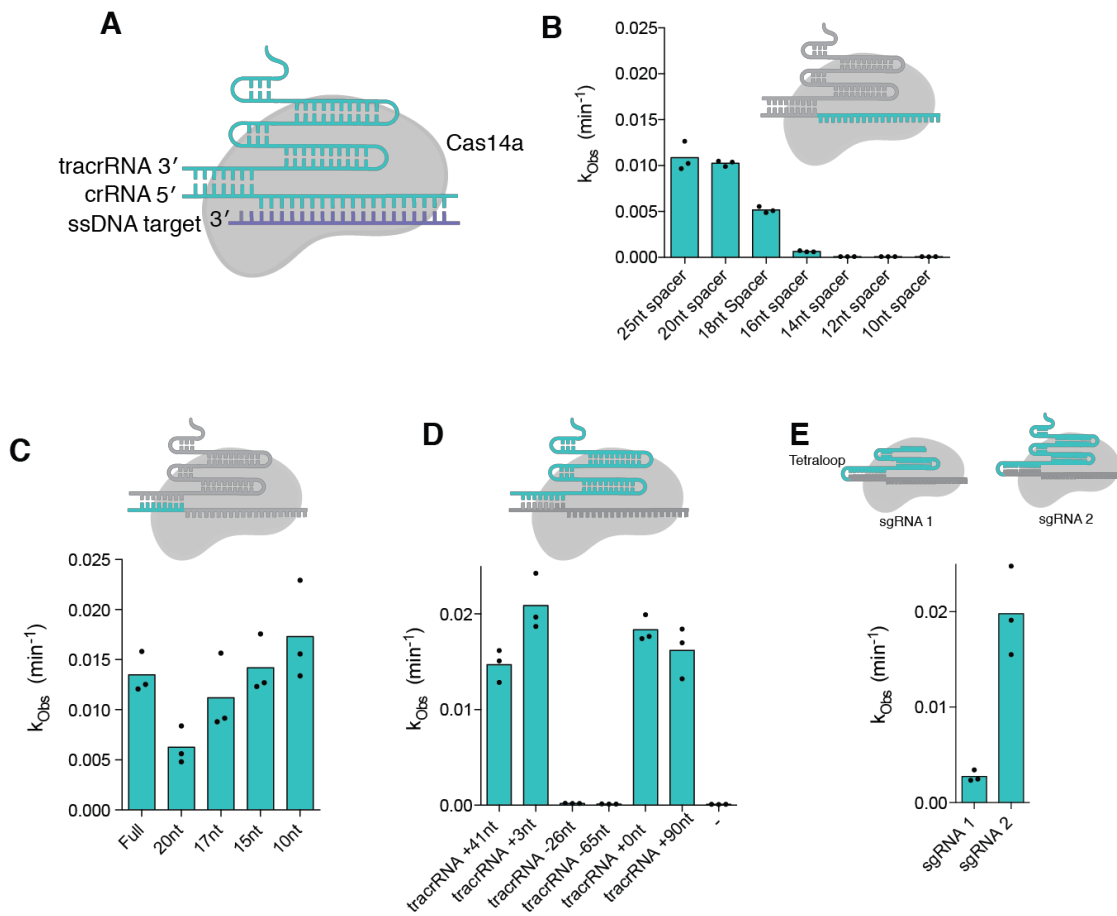 A
Cas14a
tracrRNA 3′
crRNA 5′
ssDNA target 3′
B
k_Obs (min⁻¹)
0.025
0.020
0.015
0.010
0.005
0.000
25nt spacer
20nt spacer
18nt Spacer
16nt spacer
14nt spacer
12nt spacer
10nt spacer
C
k_Obs (min⁻¹)
0.025
0.020
0.015
0.010
0.005
0.000
Full
20nt
17nt
15nt
10nt
D
k_Obs (min⁻¹)
0.02
0.01
0.00
tracrRNA +41nt
tracrRNA +3nt
tracrRNA -26nt
tracrRNA -65nt
tracrRNA +0nt
tracrRNA +90nt
-
E
Tetraloop
sgRNA 1
sgRNA 2
k_Obs (min⁻¹)
0.02
0.01
0.00
sgRNA 1
sgRNA 2